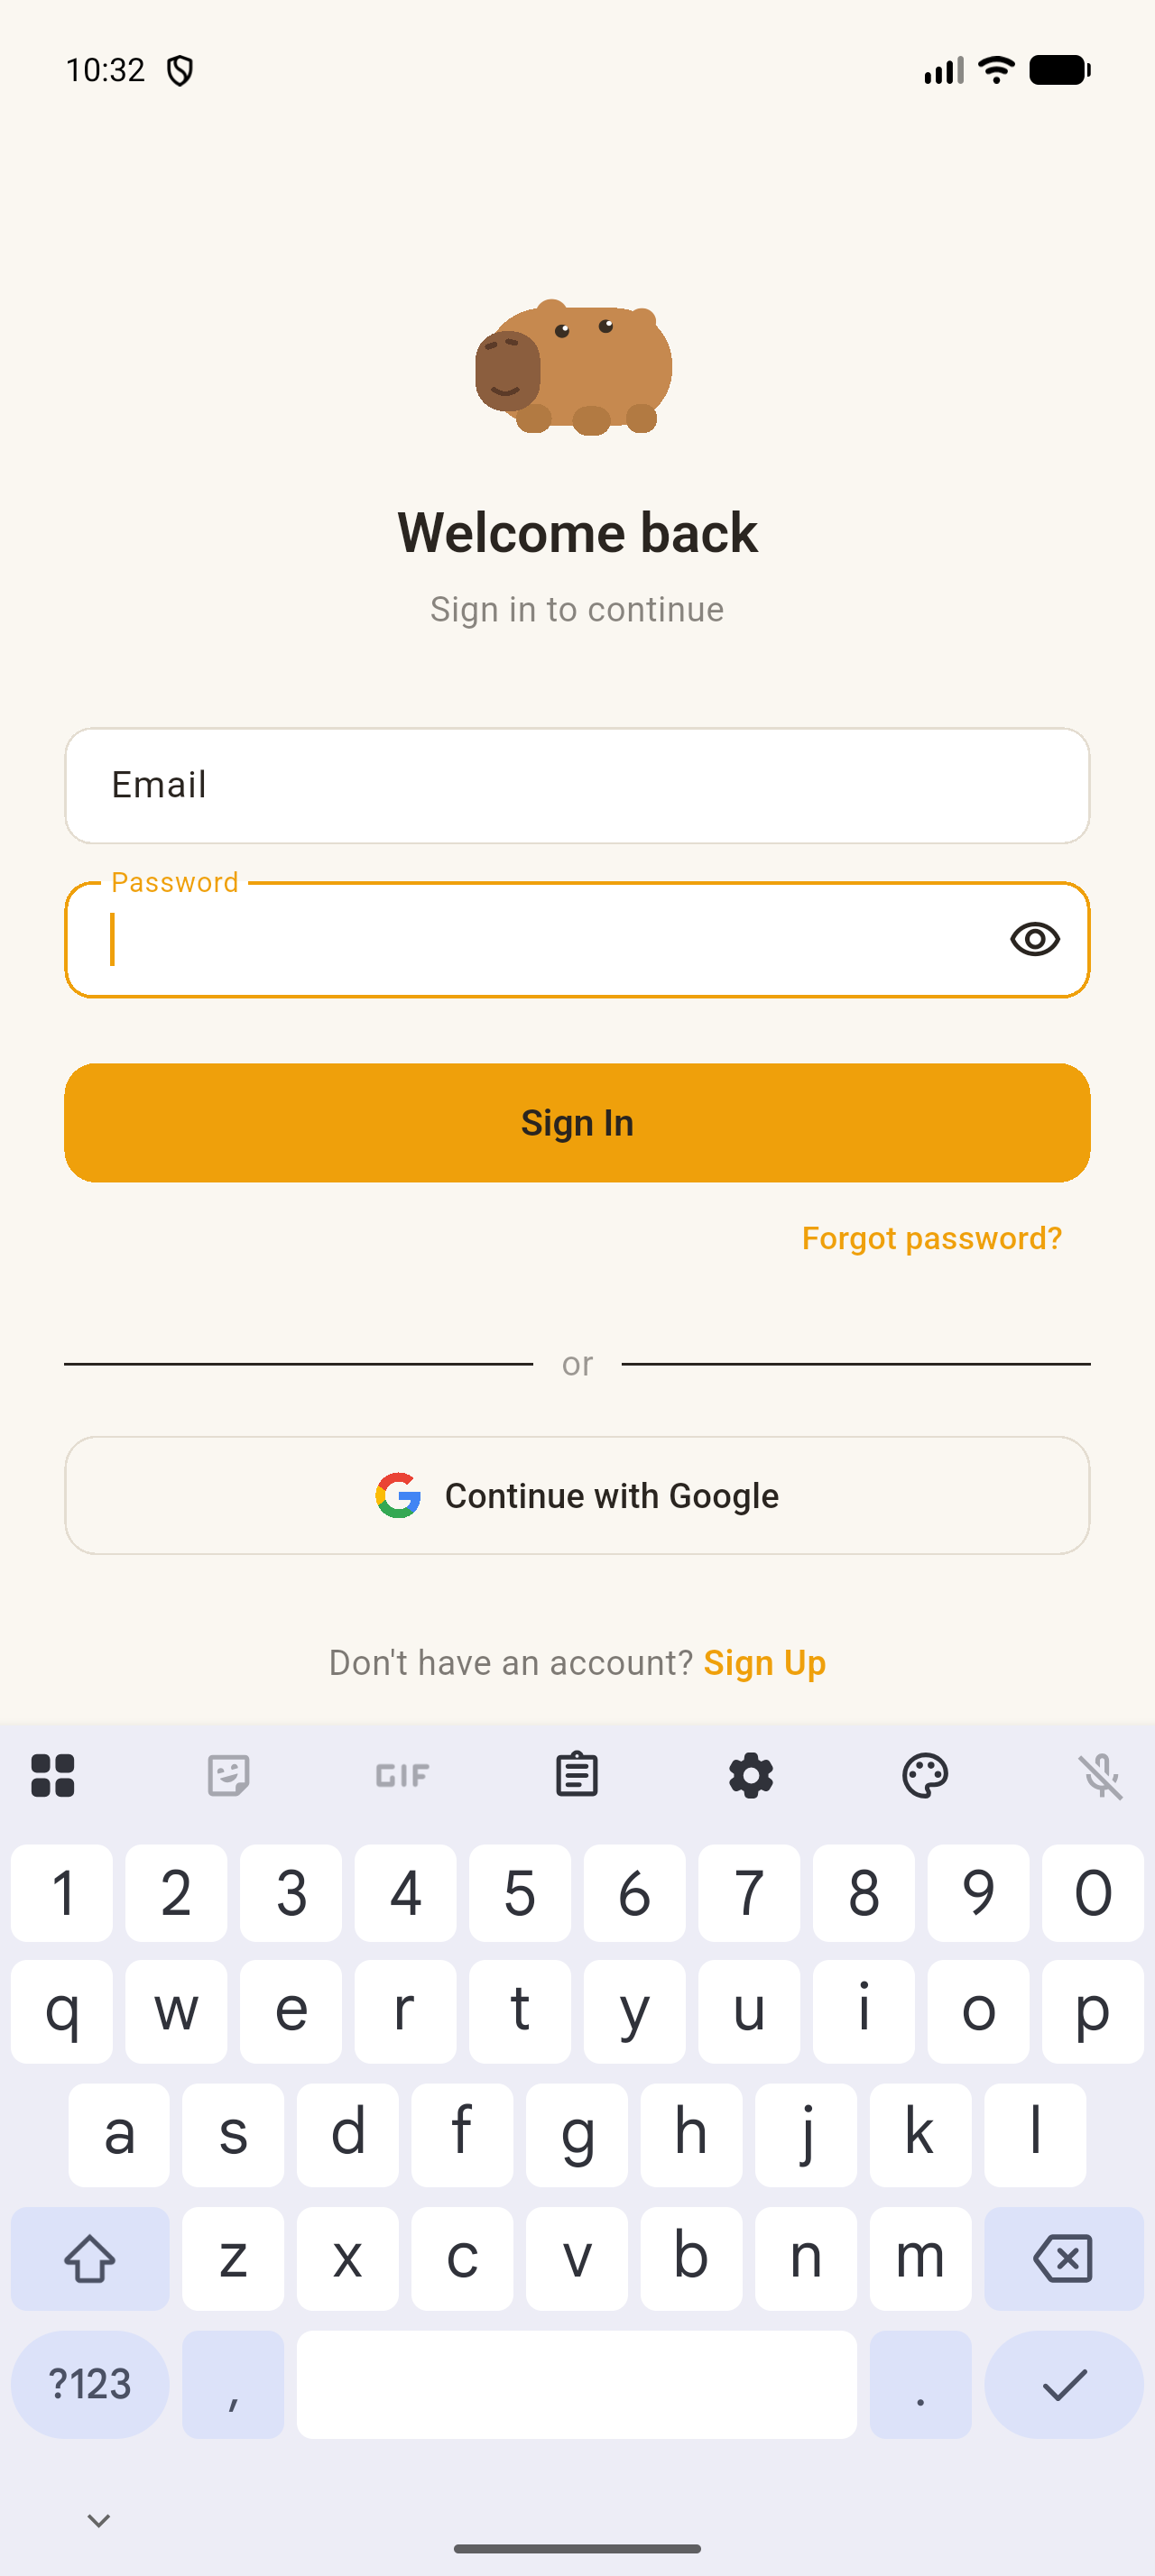 10:32
Welcome back
Sign in to continue
Email
Password
Sign In
Forgot password?
or
Continue with Google
Don't have an account? Sign Up
GIF
1 2 3 4 5 6 7 8 9 0
q w e r t y u i o p
a s d f g h j k l
z x c v b n m
?123 , .